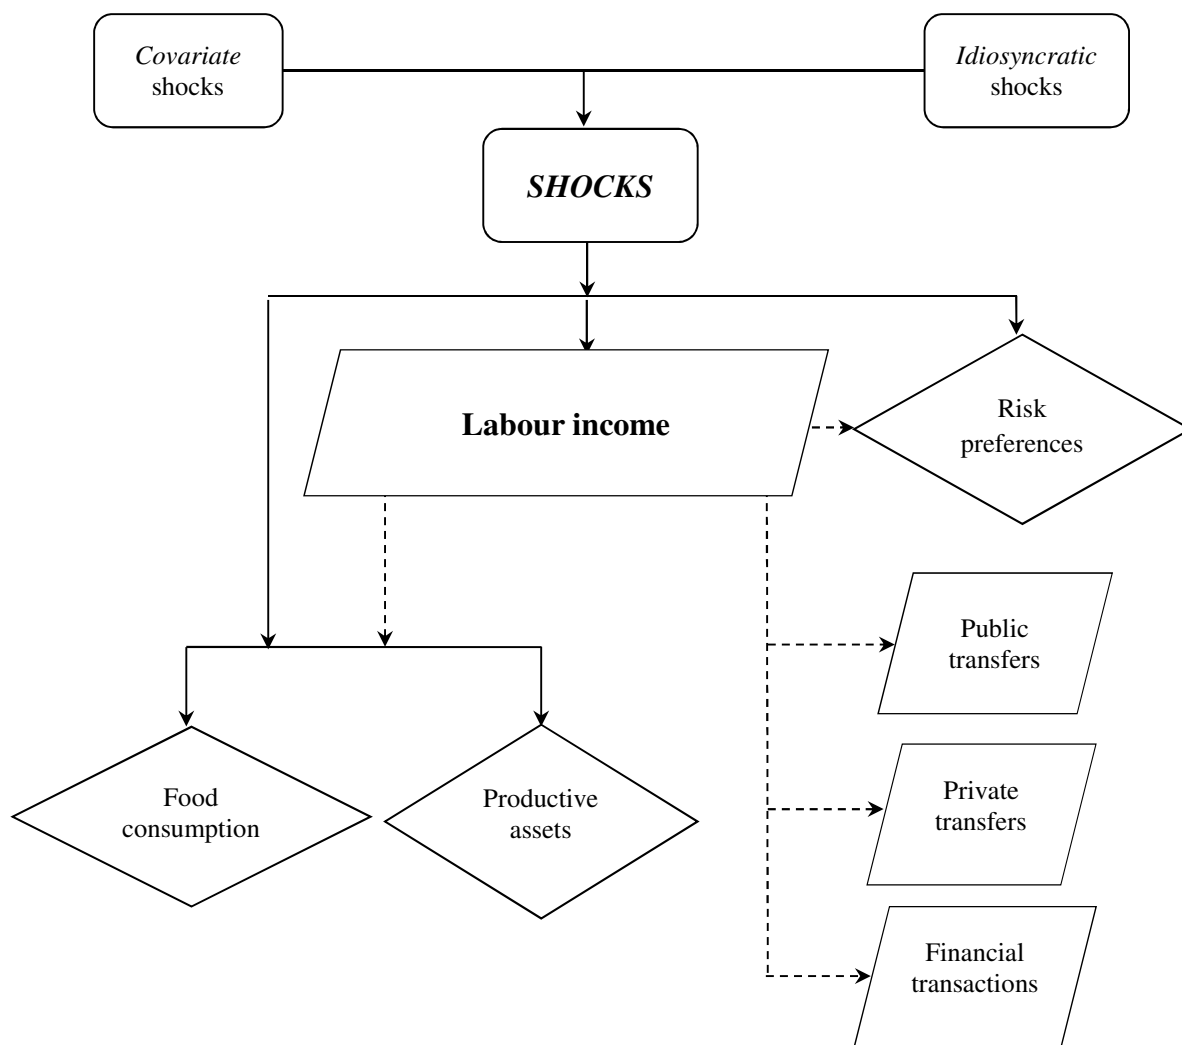 Covariate
shocks
Idiosyncratic
shocks
SHOCKS
Labour income
Risk
preferences
Public
transfers
Private
transfers
Food
consumption
Productive
assets
Financial
transactions